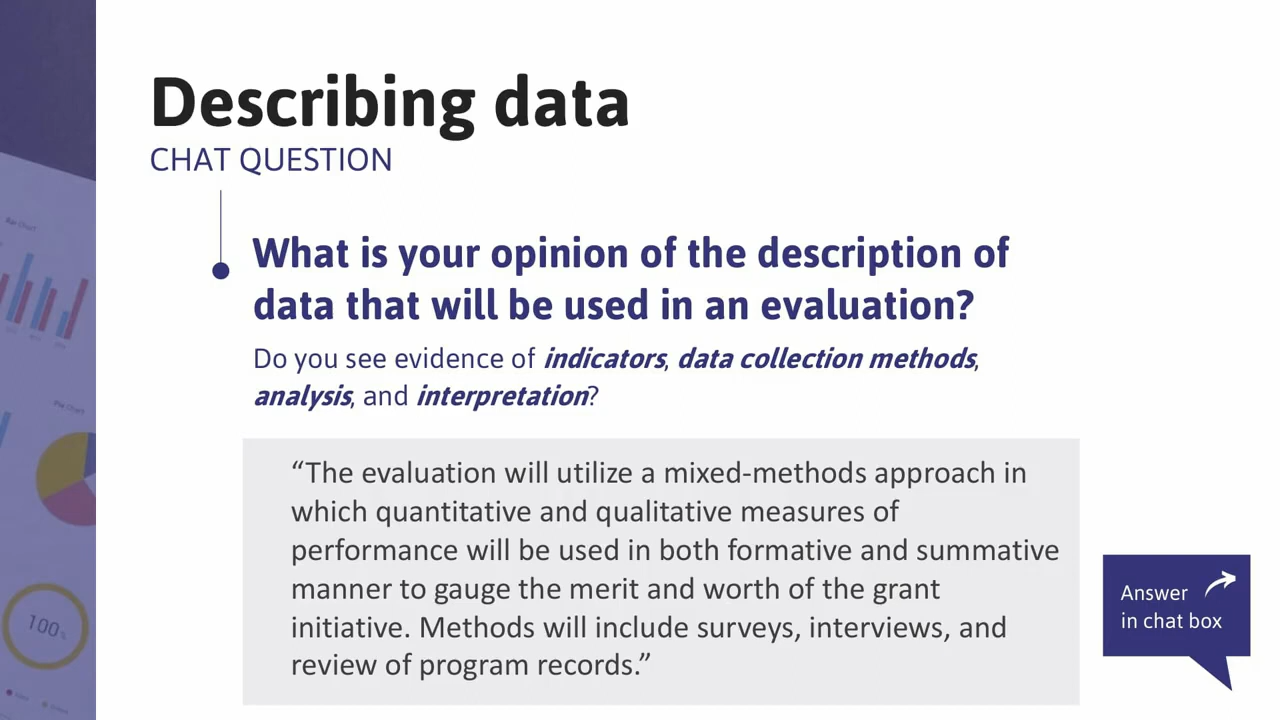 Describing data
CHAT QUESTION
What is your opinion of the description of
data that will be used in an evaluation?
Do you see evidence of indicators, data collection methods,
analysis, and interpretation?
“The evaluation will utilize a mixed-methods approach in
which quantitative and qualitative measures of
performance will be used in both formative and summative
manner to gauge the merit and worth of the grant
initiative. Methods will include surveys, interviews, and
review of program records.”
Answer
in chat box
Bar Chart
Pie Chart
100%